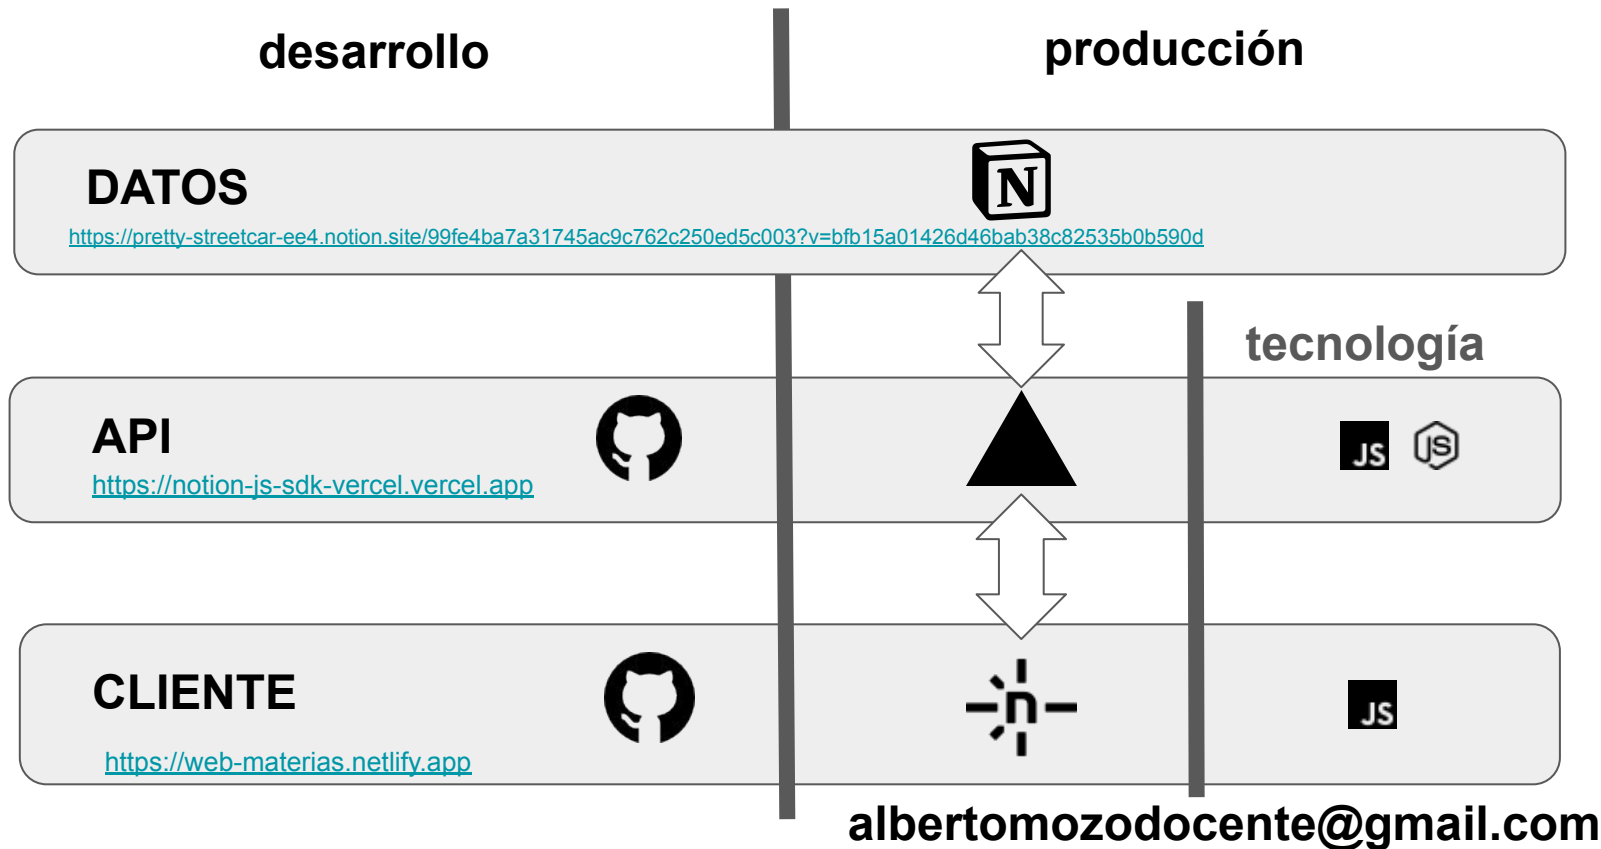 desarrollo
producción
DATOS
N
https://pretty-streetcar-ee4.notion.site/99fe4ba7a31745ac9c762c250ed5c003?v=bfb15a01426d46bab38c82535b0b590d
tecnología
API
https://notion-js-sdk-vercel.vercel.app
JS JS
CLIENTE
https://web-materias.netlify.app
n
JS
albertomozodocente@gmail.com